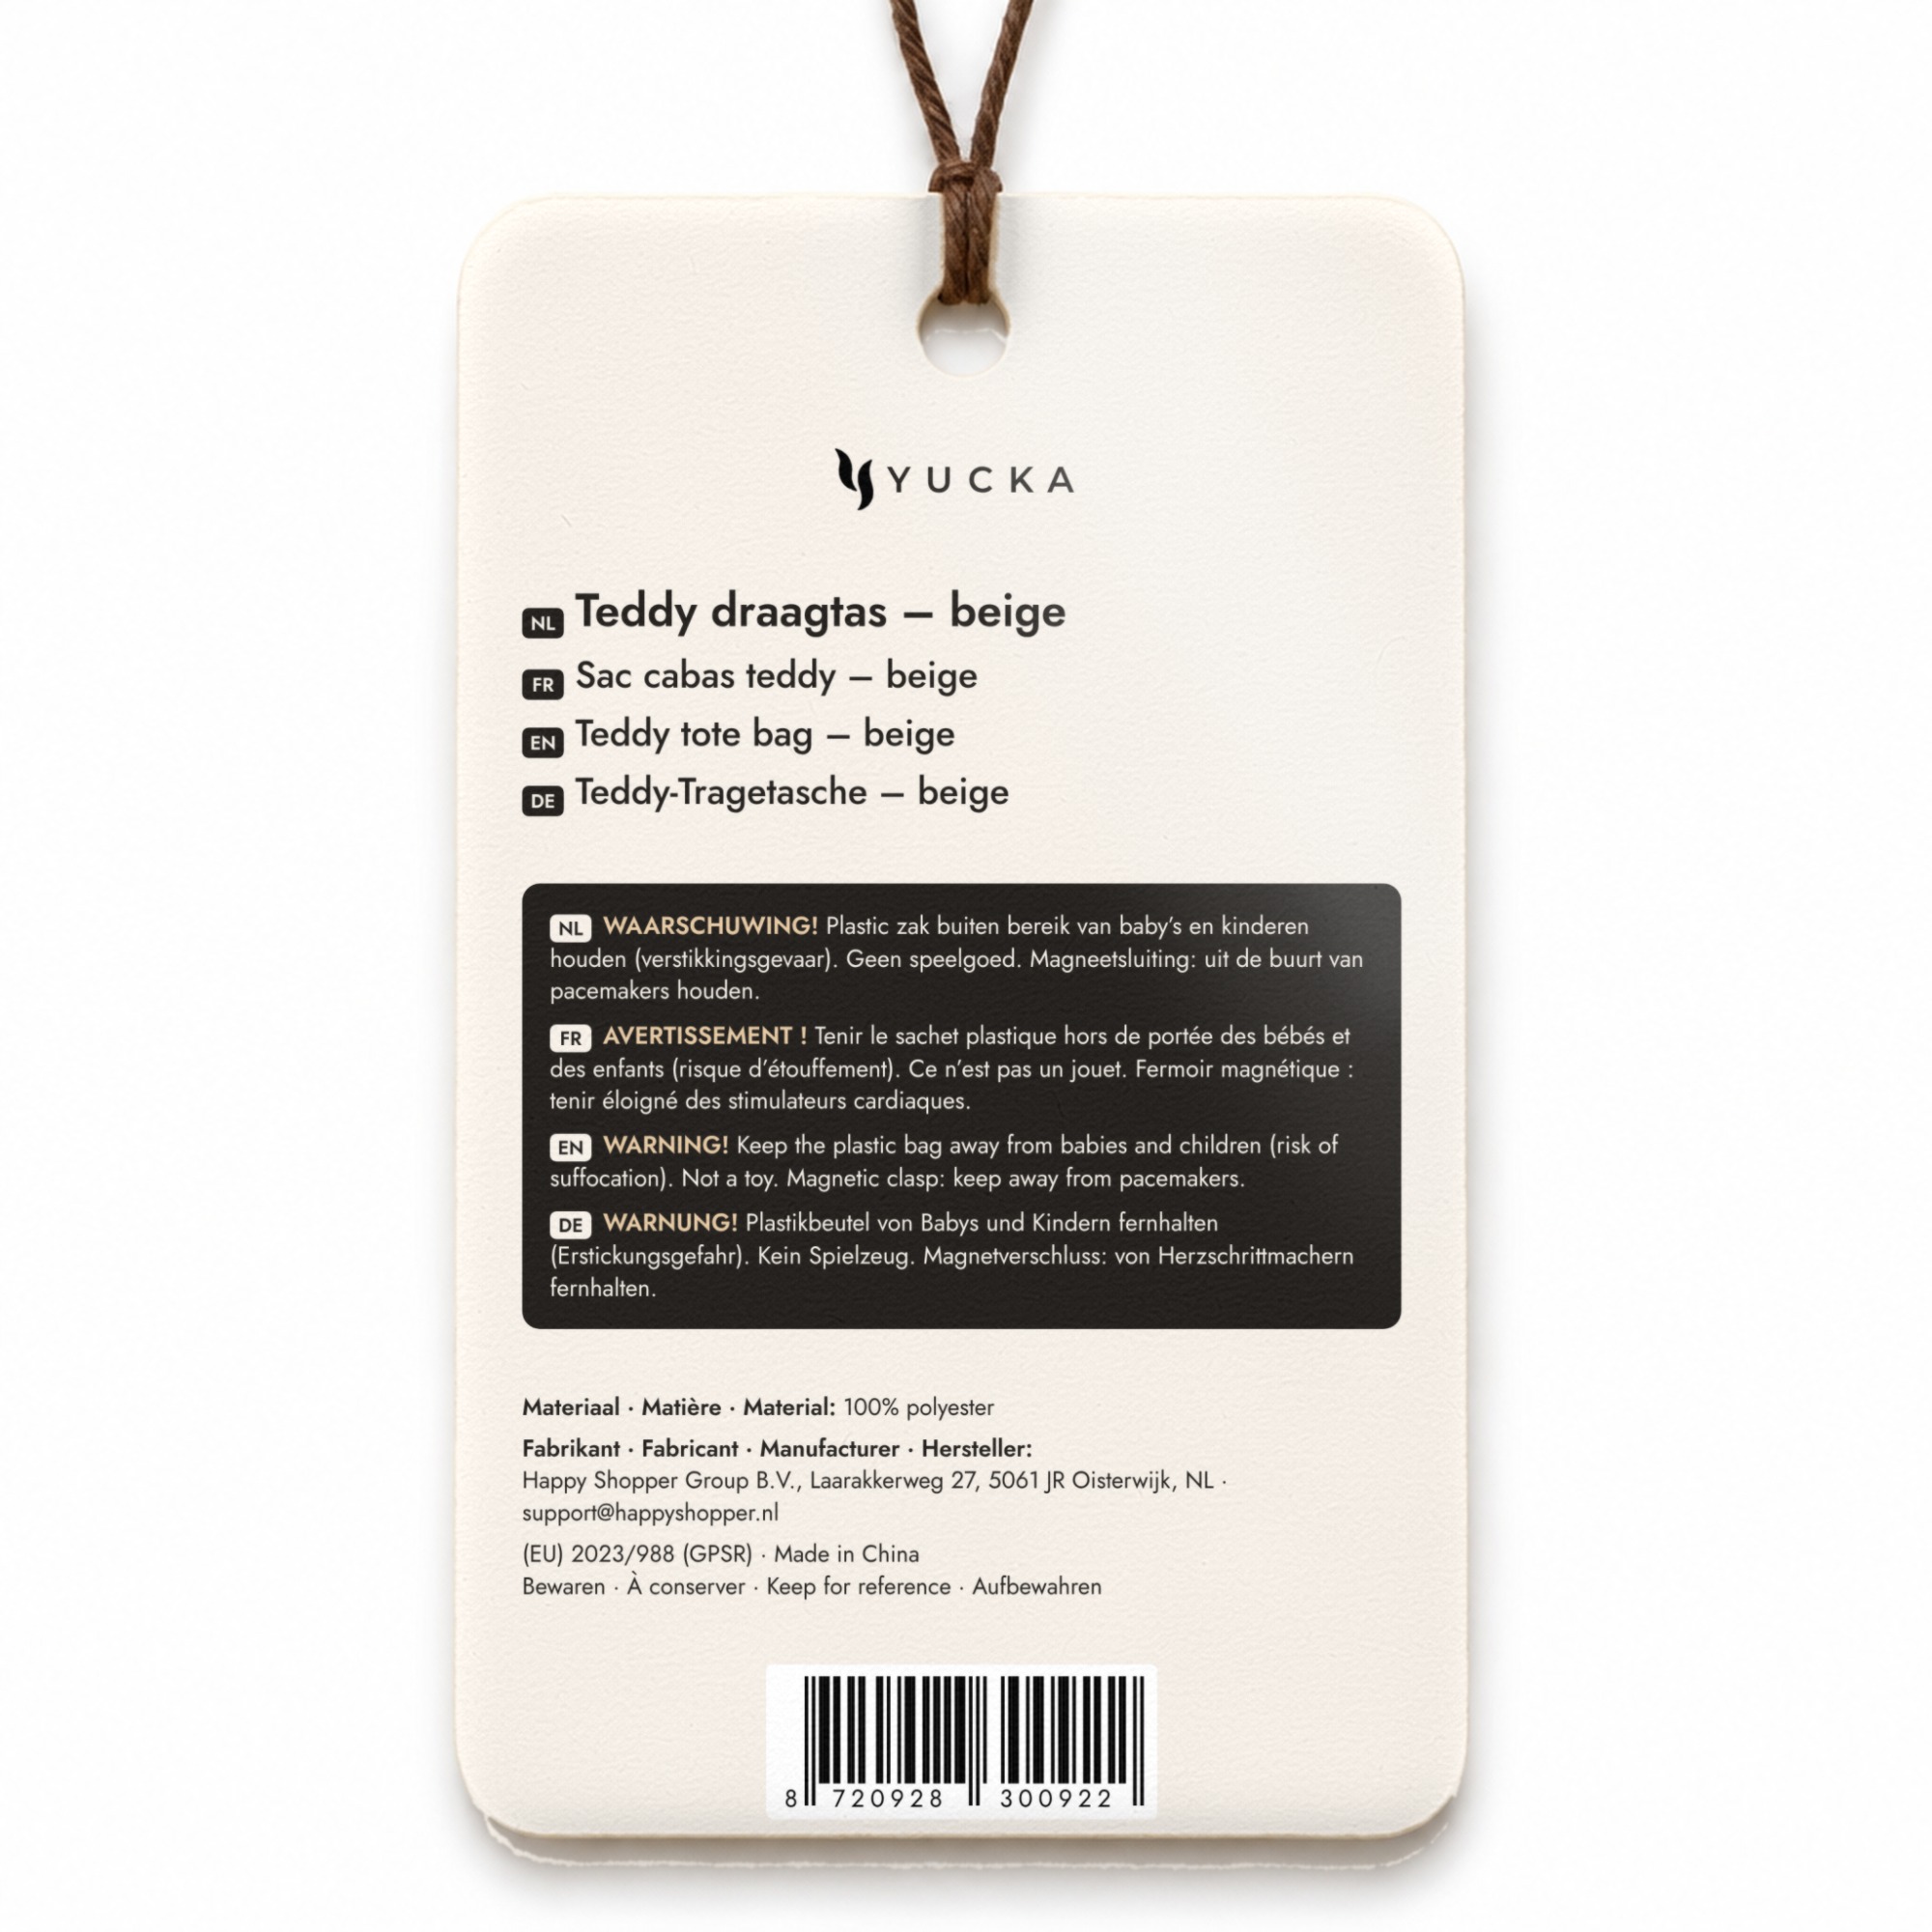 YUCKA
NL Teddy draagtas – beige
FR Sac cabas teddy – beige
EN Teddy tote bag – beige
DE Teddy-Tragetasche – beige
NL WAARSCHUWING! Plastic zak buiten bereik van baby’s en kinderen
houden (verstikkingsgevaar). Geen speelgoed. Magneetsluiting: uit de buurt van
pacemakers houden.
FR AVERTISSEMENT ! Tenir le sachet plastique hors de portée des bébés et
des enfants (risque d’étouffement). Ce n’est pas un jouet. Fermoir magnétique :
tenir éloigné des stimulateurs cardiaques.
EN WARNING! Keep the plastic bag away from babies and children (risk of
suffocation). Not a toy. Magnetic clasp: keep away from pacemakers.
DE WARNUNG! Plastikbeutel von Babys und Kindern fernhalten
(Erstickungsgefahr). Kein Spielzeug. Magnetverschluss: von Herzschrittmachern
fernhalten.
Materiaal · Matière · Material: 100% polyester
Fabrikant · Fabricant · Manufacturer · Hersteller:
Happy Shopper Group B.V., Laarakkerweg 27, 5061 JR Oisterwijk, NL ·
support@happyshopper.nl
(EU) 2023/988 (GPSR) · Made in China
Bewaren · À conserver · Keep for reference · Aufbewahren
8 720928 300922